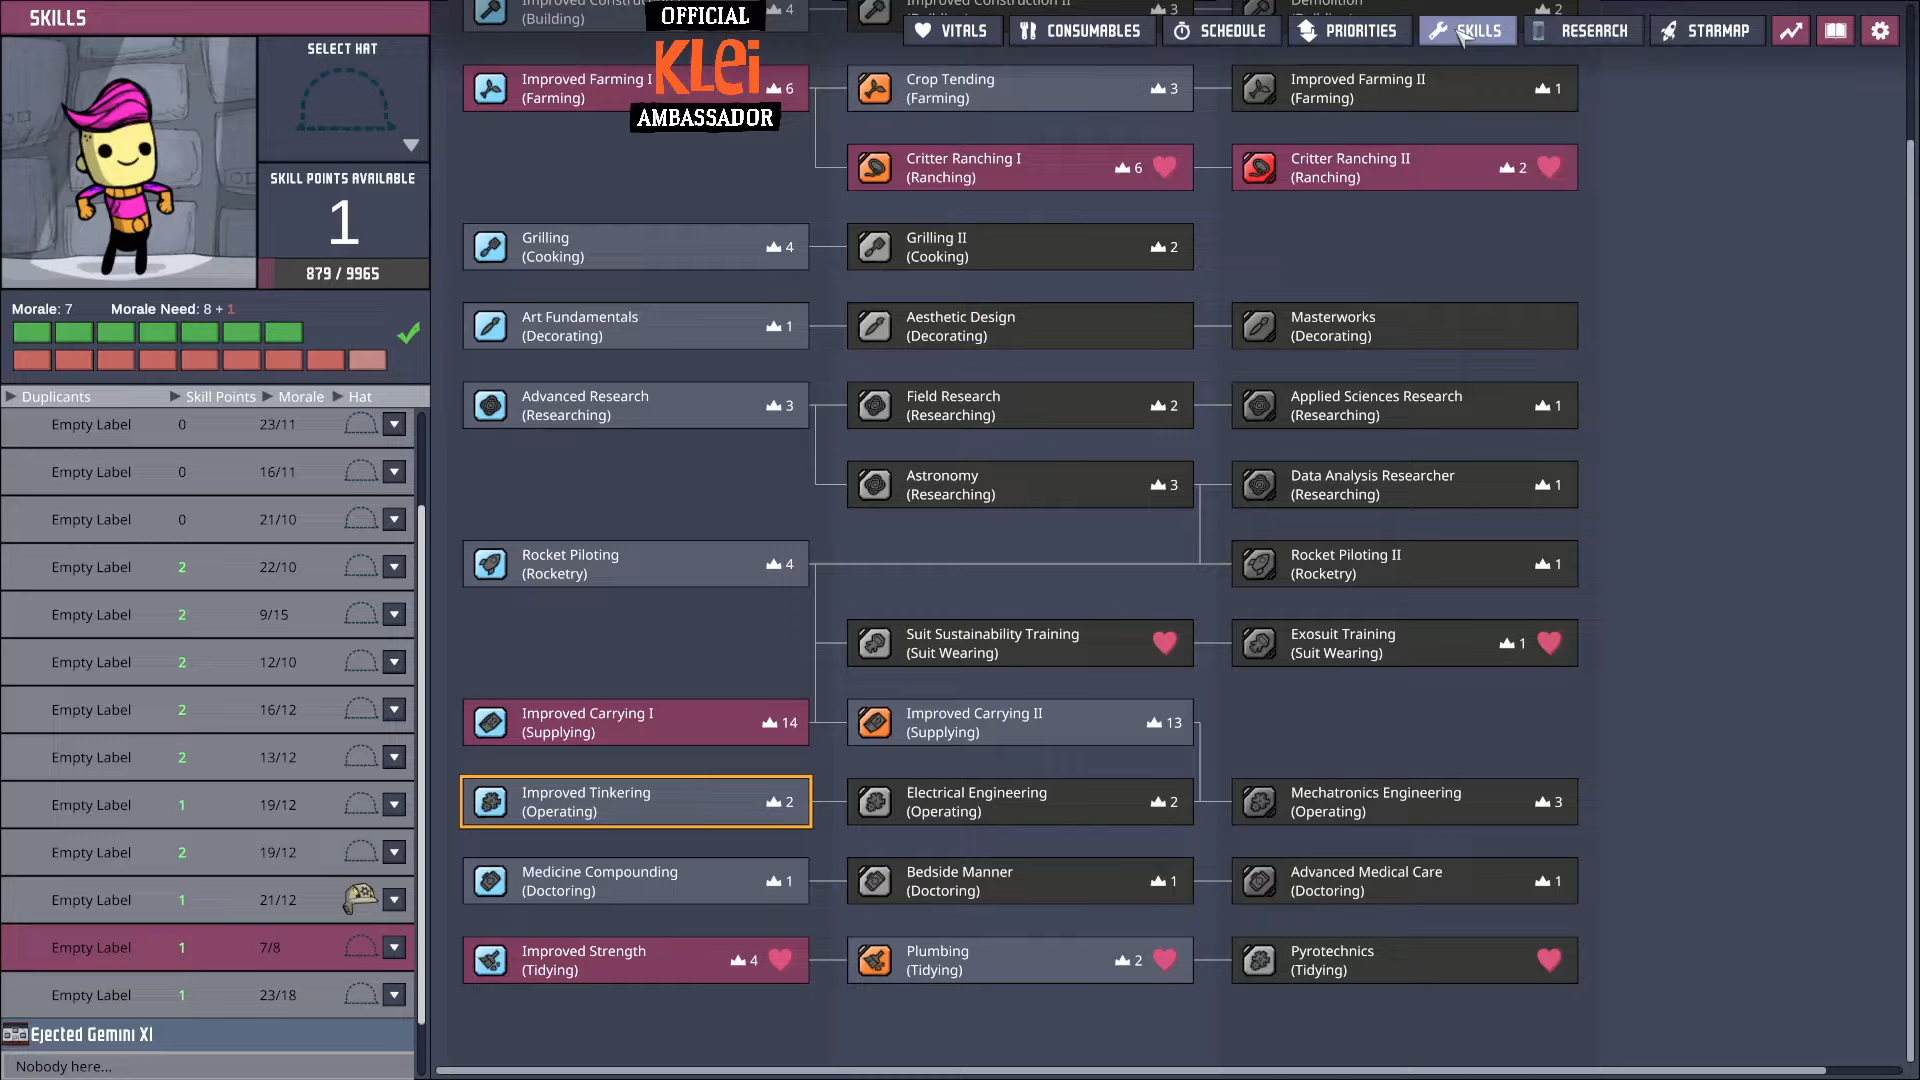 SKILLS
SELECT HAT
SKILL POINTS AVAILABLE
1
879 / 9965
Morale: 7 Morale Need: 8 + 1
Duplicants Skill Points Morale Hat
Empty Label 0 23/11
Empty Label 0 16/11
Empty Label 0 21/10
Empty Label 2 22/10
Empty Label 2 9/15
Empty Label 2 12/10
Empty Label 2 16/12
Empty Label 2 13/12
Empty Label 1 19/12
Empty Label 2 19/12
Empty Label 1 21/12
Empty Label 1 7/8
Empty Label 1 23/18
Ejected Gemini XI
Nobody here...
OFFICIAL
KLei
AMBASSADOR
VITALS CONSUMABLES SCHEDULE PRIORITIES SKILLS RESEARCH STARMAP
(Building) 4
3
Demolition
2
Improved Farming I
(Farming) 6
Crop Tending
(Farming) 3
Improved Farming II
(Farming) 1
Critter Ranching I
(Ranching) 6
Critter Ranching II
(Ranching) 2
Grilling
(Cooking) 4
Grilling II
(Cooking) 2
Art Fundamentals
(Decorating) 1
Aesthetic Design
(Decorating)
Masterworks
(Decorating)
Advanced Research
(Researching) 3
Field Research
(Researching) 2
Applied Sciences Research
(Researching) 1
Astronomy
(Researching) 3
Data Analysis Researcher
(Researching) 1
Rocket Piloting
(Rocketry) 4
Rocket Piloting II
(Rocketry) 1
Suit Sustainability Training
(Suit Wearing)
Exosuit Training
(Suit Wearing) 1
Improved Carrying I
(Supplying) 14
Improved Carrying II
(Supplying) 13
Improved Tinkering
(Operating) 2
Electrical Engineering
(Operating) 2
Mechatronics Engineering
(Operating) 3
Medicine Compounding
(Doctoring) 1
Bedside Manner
(Doctoring) 1
Advanced Medical Care
(Doctoring) 1
Improved Strength
(Tidying) 4
Plumbing
(Tidying) 2
Pyrotechnics
(Tidying)